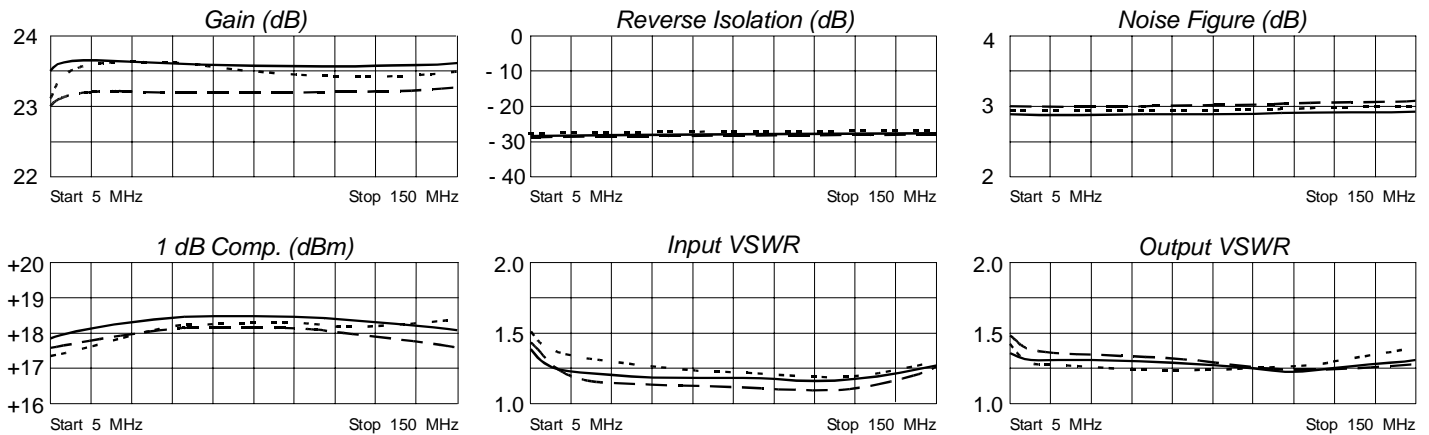 Gain (dB)
24
23
22
Start 5 MHz
Stop 150 MHz
Reverse Isolation (dB)
0
- 10
- 20
- 30
- 40
Start 5 MHz
Stop 150 MHz
Noise Figure (dB)
4
3
2
Start 5 MHz
Stop 150 MHz
1 dB Comp. (dBm)
+20
+19
+18
+17
+16
Start 5 MHz
Stop 150 MHz
Input VSWR
2.0
1.5
1.0
Start 5 MHz
Stop 150 MHz
Output VSWR
2.0
1.5
1.0
Start 5 MHz
Stop 150 MHz